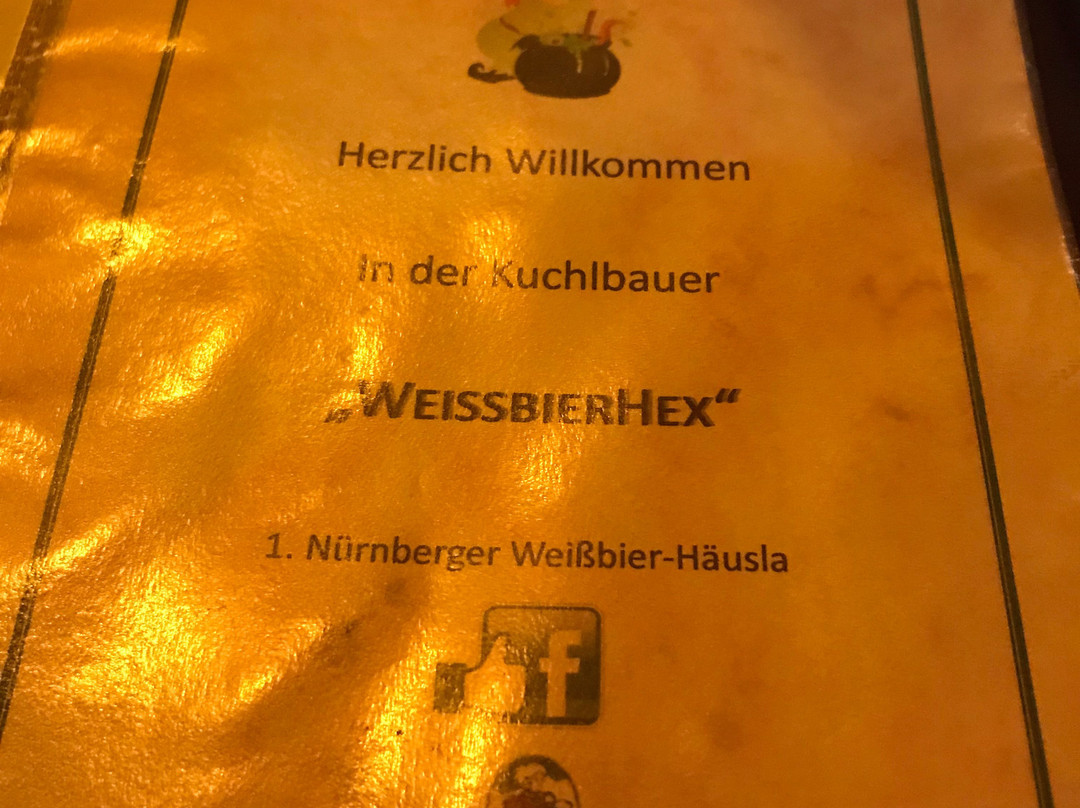 Herzlich Willkommen
In der Kuchlbauer
„WEISSBIERHEX“
1. Nürnberger Weißbier-Häusla
f